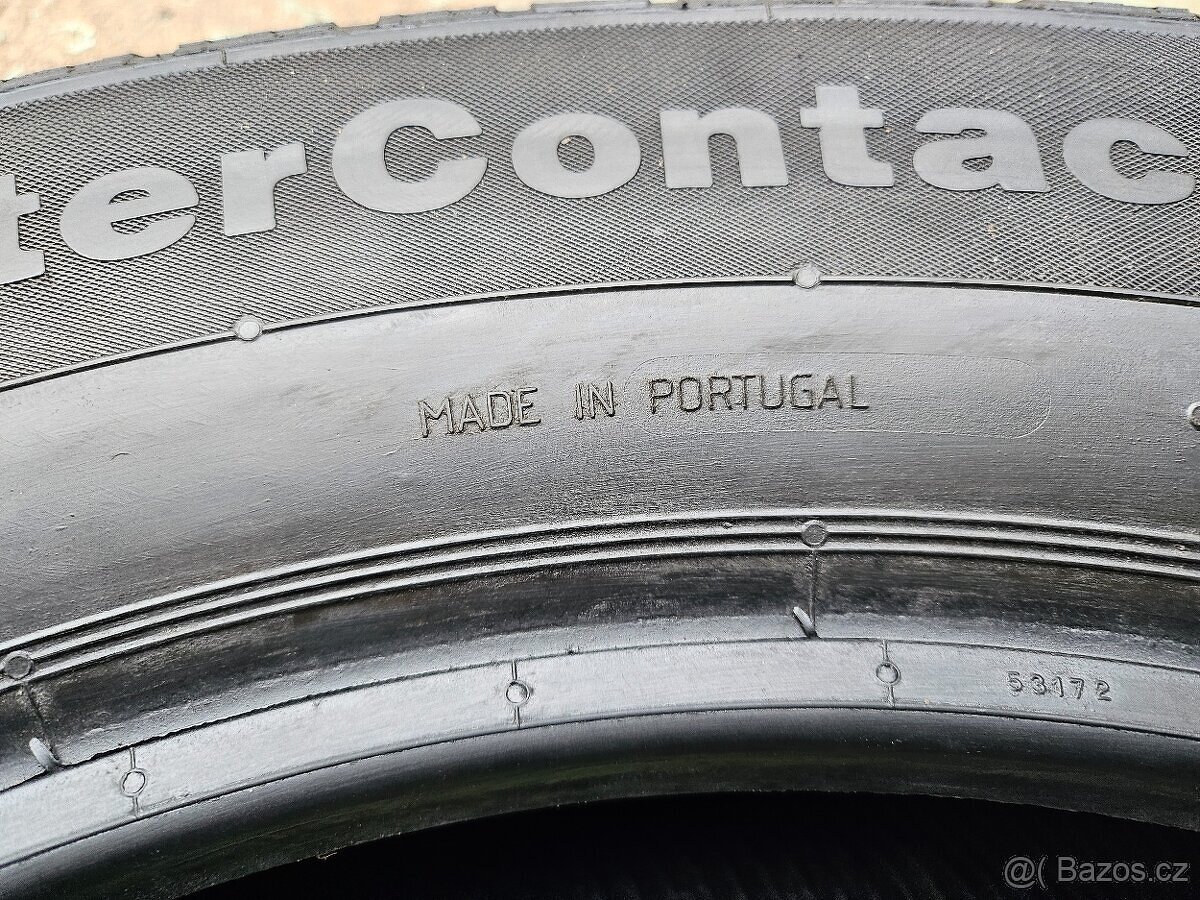 terContac
MADE IN PORTUGAL
53172
@( Bazos.cz